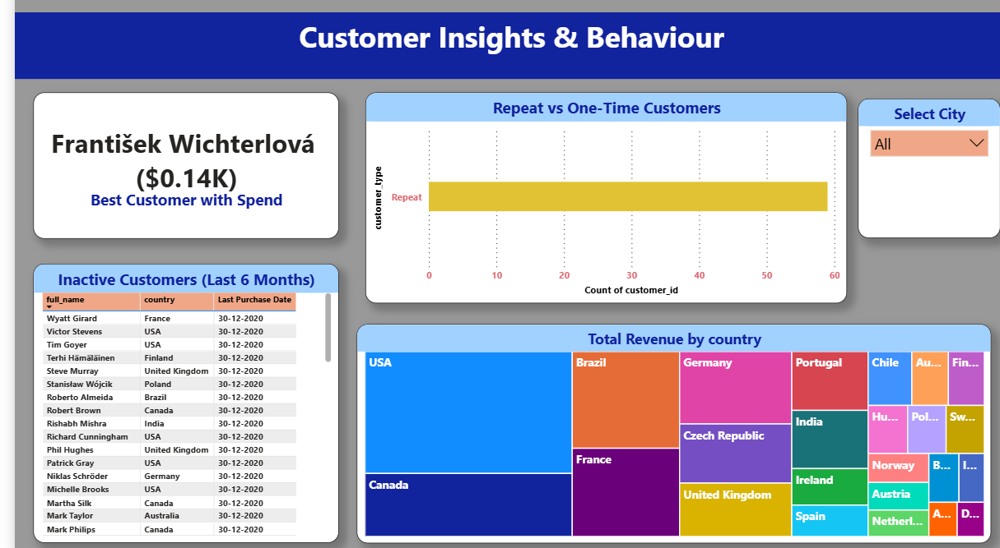 Customer Insights & Behaviour
František Wichterlová
($0.14K)
Best Customer with Spend
Repeat vs One-Time Customers
customer_type
Repeat
0 10 20 30 40 50 60
Count of customer_id
Select City
All
Inactive Customers (Last 6 Months)
full_name country Last Purchase Date
Wyatt Girard France 30-12-2020
Victor Stevens USA 30-12-2020
Tim Goyer USA 30-12-2020
Terhi Hämäläinen Finland 30-12-2020
Steve Murray United Kingdom 30-12-2020
Stanisław Wójcik Poland 30-12-2020
Roberto Almeida Brazil 30-12-2020
Robert Brown Canada 30-12-2020
Rishabh Mishra India 30-12-2020
Richard Cunningham USA 30-12-2020
Phil Hughes United Kingdom 30-12-2020
Patrick Gray USA 30-12-2020
Niklas Schröder Germany 30-12-2020
Michelle Brooks USA 30-12-2020
Martha Silk Canada 30-12-2020
Mark Taylor Australia 30-12-2020
Mark Philips Canada 30-12-2020
Total Revenue by country
USA
Canada
Brazil
France
Germany
Czech Republic
United Kingdom
Portugal
India
Ireland
Spain
Chile
Au...
Fin...
Hu...
Pol...
Sw...
Norway
Austria
Netherl...
B...
I...
A...
D...